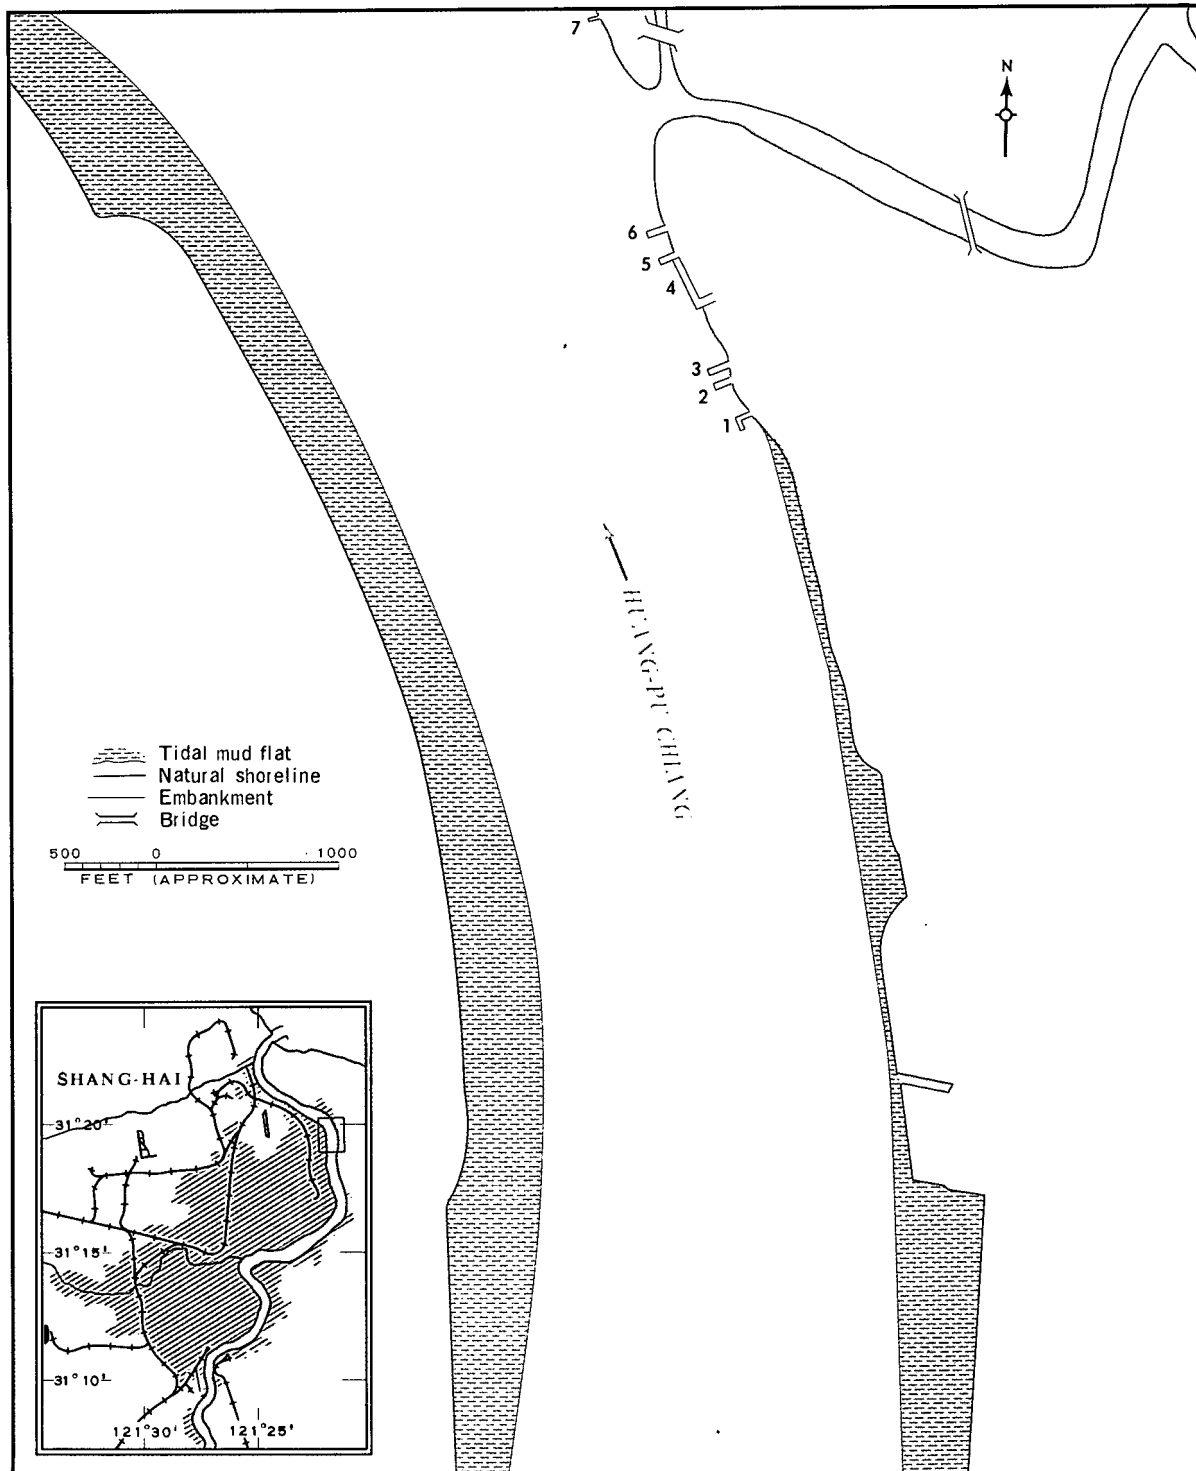 7
N
6
5
4
3
2
1
HUANG-PU CHIANG
Tidal mud flat
Natural shoreline
Embankment
Bridge
500 0 1000
FEET (APPROXIMATE)
SHANG-HAI
31°20'
31°15'
31°10'
121°30' 121°25'